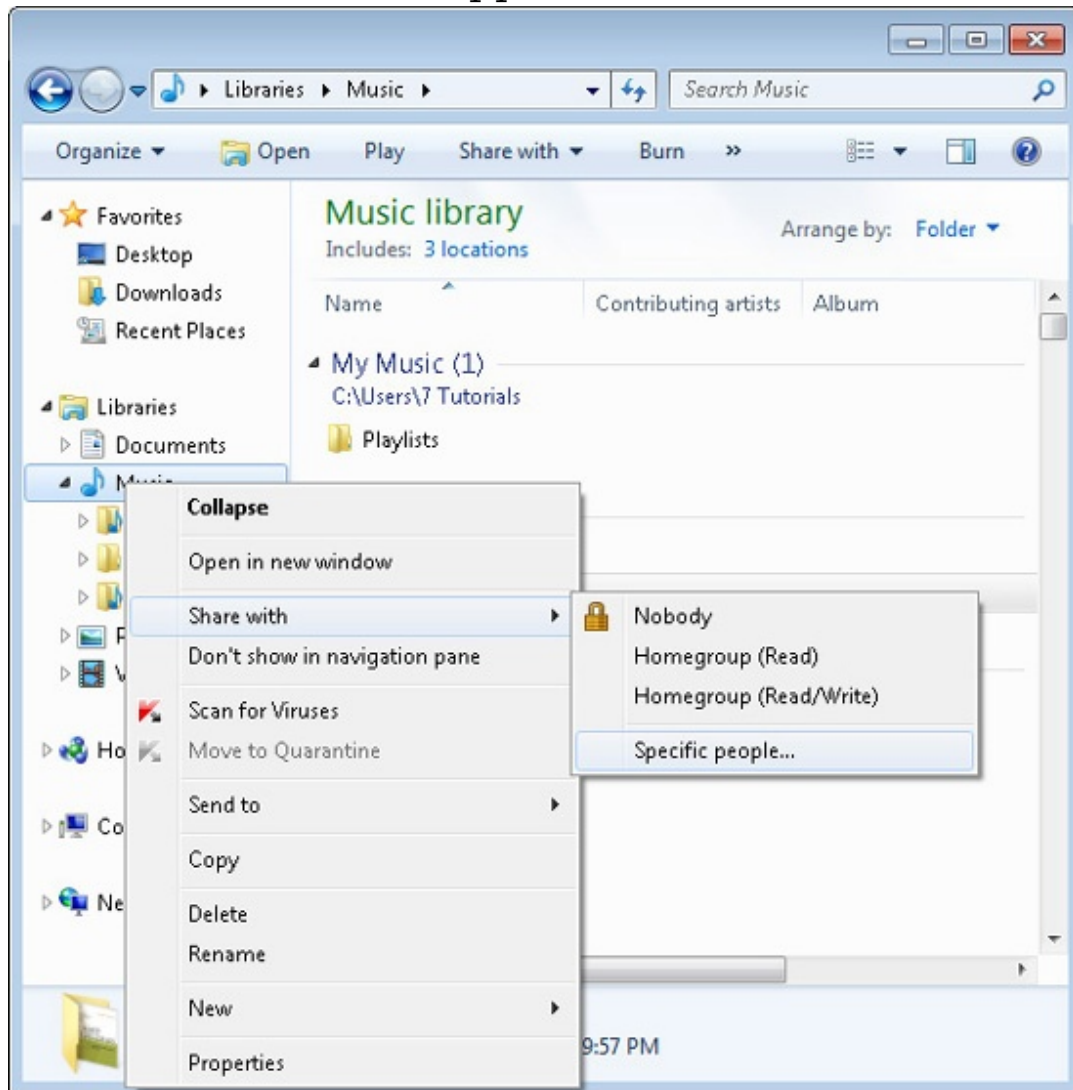 Libraries ▸ Music ▸
Search Music
Organize
Open
Play
Share with
Burn
»
Favorites
Desktop
Downloads
Recent Places
Libraries
Documents
Music library
Includes: 3 locations
Arrange by: Folder
Name
Contributing artists
Album
My Music (1)
C:\Users\7 Tutorials
Playlists
Collapse
Open in new window
Share with
Don't show in navigation pane
Scan for Viruses
Move to Quarantine
Send to
Copy
Delete
Rename
New
Properties
Nobody
Homegroup (Read)
Homegroup (Read/Write)
Specific people...
9:57 PM